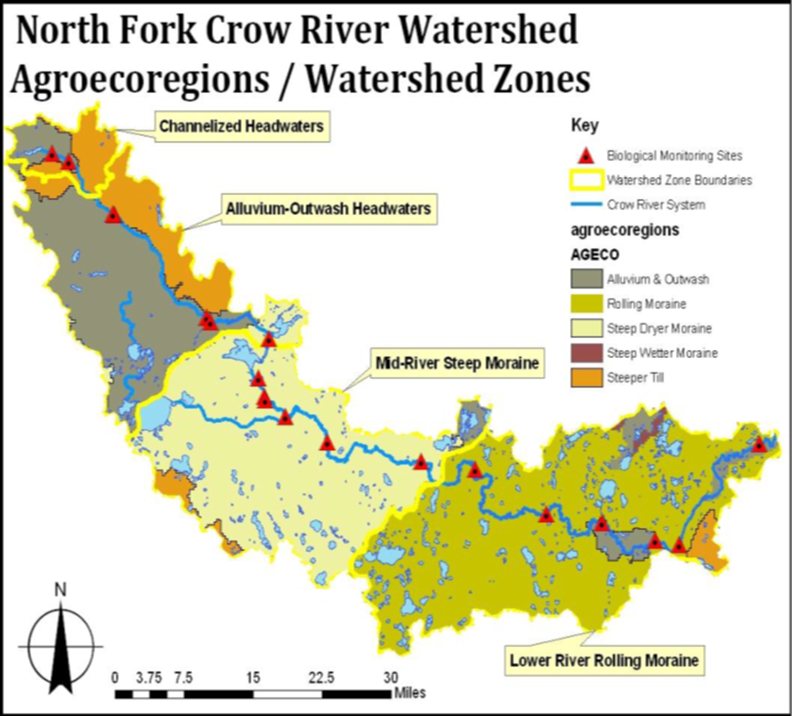 North Fork Crow River Watershed
Agroecoregions / Watershed Zones
Channelized Headwaters
Alluvium-Outwash Headwaters
Mid-River Steep Moraine
Lower River Rolling Moraine
Key
Biological Monitoring Sites
Watershed Zone Boundaries
Crow River System
agroecoregions
AGECO
Alluvium & Outwash
Rolling Moraine
Steep Dryer Moraine
Steep Wetter Moraine
Steeper Till
N
0 3.75 7.5 15 22.5 30
Miles